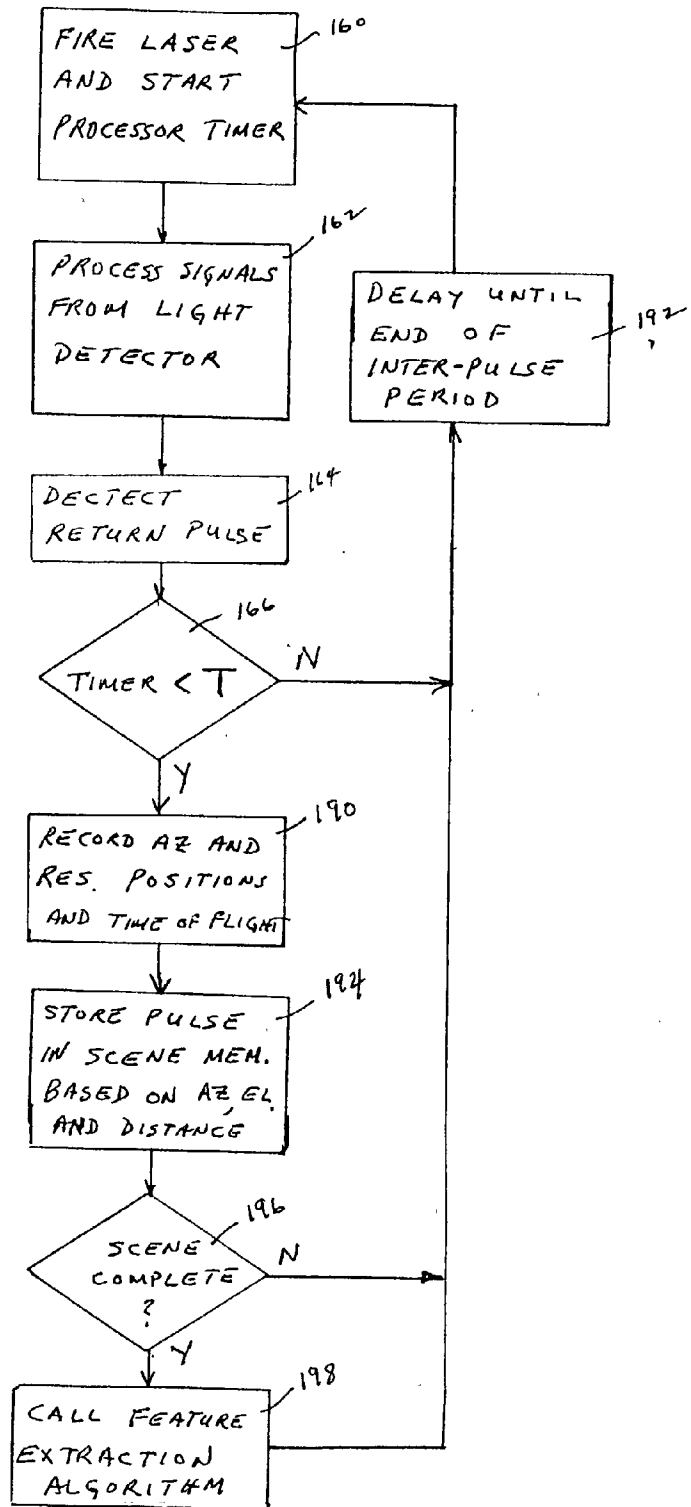 FIRE LASER
AND START
PROCESSOR TIMER
160
PROCESS SIGNALS
FROM LIGHT
DETECTOR
162
DELAY UNTIL
END OF
INTER-PULSE
PERIOD
192
DECTECT
RETURN PULSE
164
TIMER < T
166
N
Y
RECORD AZ AND
RES. POSITIONS
AND TIME OF FLIGHT
190
STORE PULSE
IN SCENE MEM.
BASED ON AZ, EL.
AND DISTANCE
194
SCENE
COMPLETE
?
196
N
Y
CALL FEATURE
EXTRACTION
ALGORITHM
198